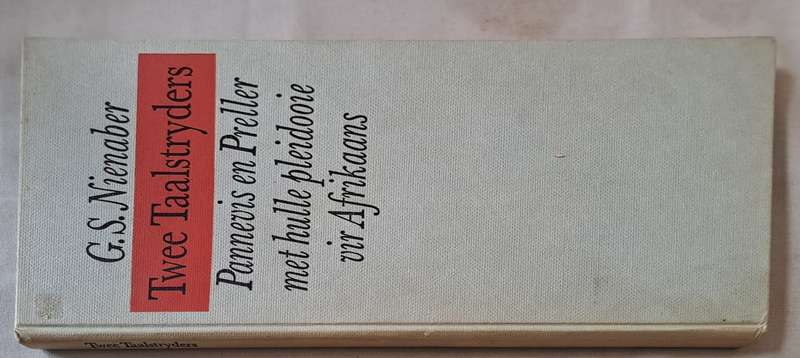 G.S. Nienaber
Twee Taalstryders
Pannevis en Preller
met hulle pleidooie
vir Afrikaans
Twee Taalstryders